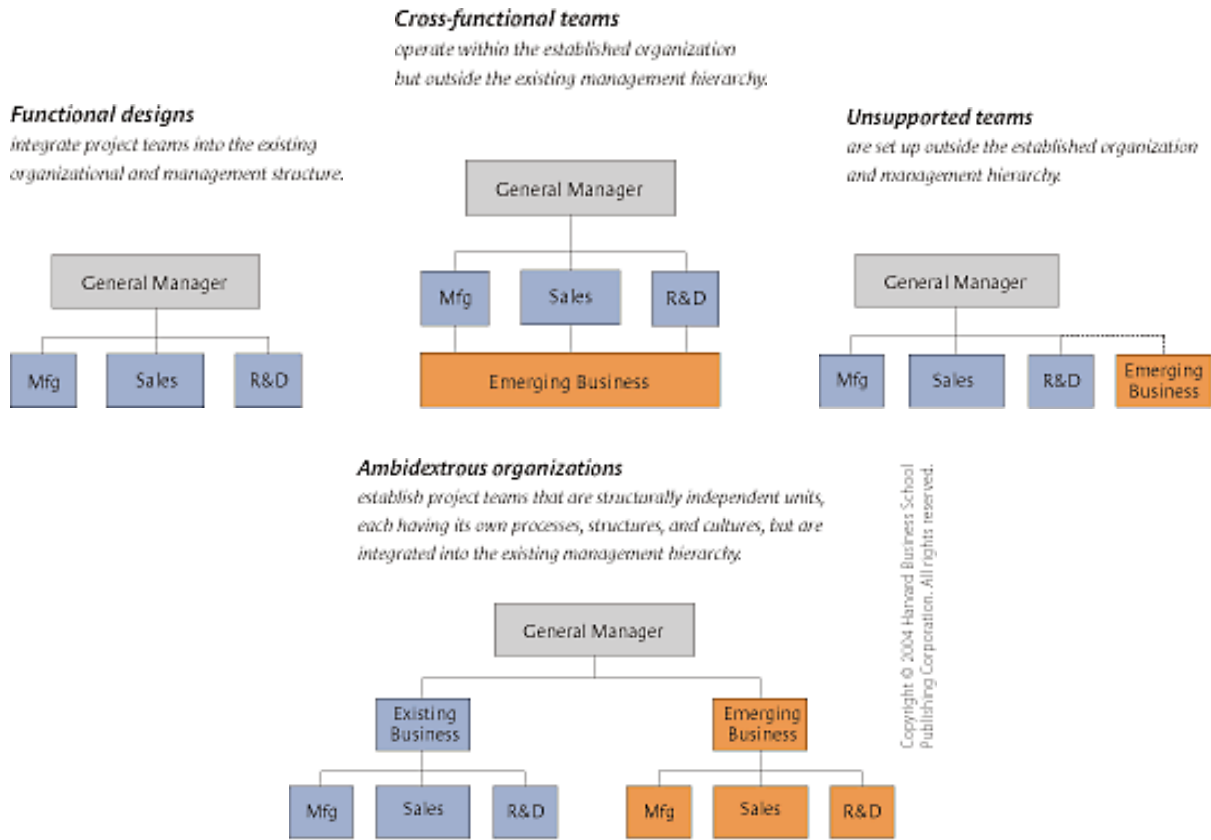 Cross-functional teams
operate within the established organization
but outside the existing management hierarchy.
Functional designs
integrate project teams into the existing
organizational and management structure.
Unsupported teams
are set up outside the established organization
and management hierarchy.
General Manager
Mfg
Sales
R&D
Emerging Business
General Manager
Mfg
Sales
R&D
General Manager
Mfg
Sales
R&D
Emerging
Business
Ambidextrous organizations
establish project teams that are structurally independent units,
each having its own processes, structures, and cultures, but are
integrated into the existing management hierarchy.
General Manager
Existing
Business
Emerging
Business
Mfg
Sales
R&D
Mfg
Sales
R&D
Copyright © 2004 Harvard Business School
Publishing Corporation. All rights reserved.